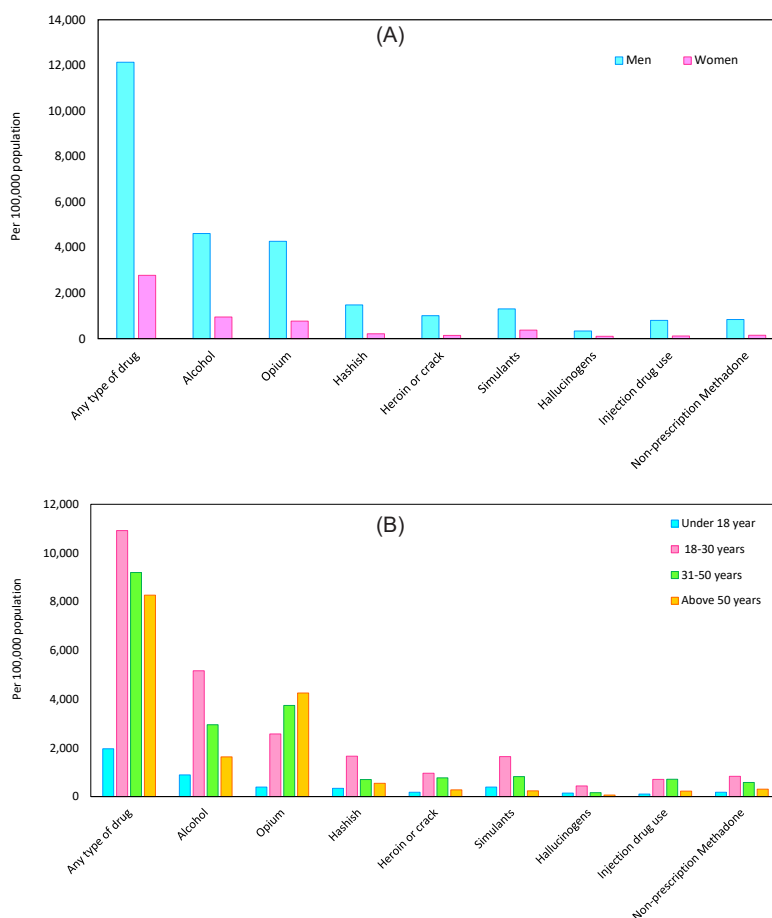 (A)
Men
Women
Per 100,000 population
14,000
12,000
10,000
8,000
6,000
4,000
2,000
0
Any type of drug
Alcohol
Opium
Hashish
Heroin or crack
Simulants
Hallucinogens
Injection drug use
Non-prescription Methadone
(B)
Under 18 year
18-30 years
31-50 years
Above 50 years
Per 100,000 population
12,000
10,000
8,000
6,000
4,000
2,000
0
Any type of drug
Alcohol
Opium
Hashish
Heroin or crack
Simulants
Hallucinogens
Injection drug use
Non-prescription Methadone